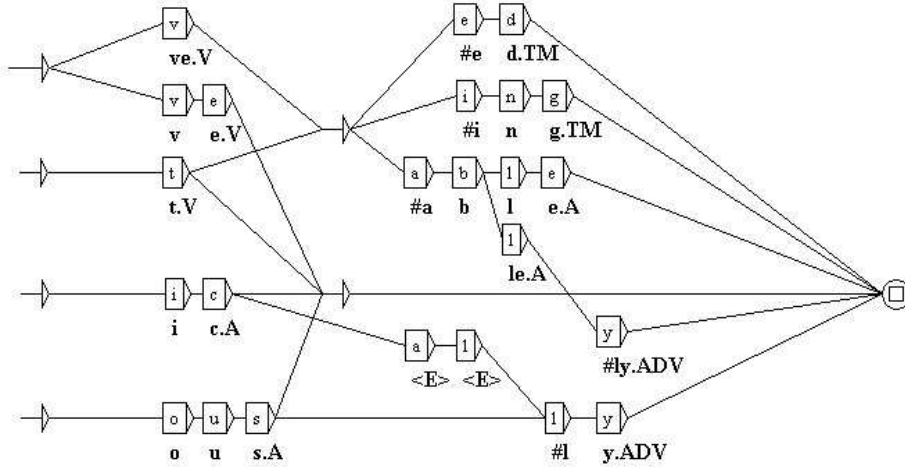 e d
#e d.TM
v
ve.V
i n g
#i n g.TM
v e
v e.V
t
t.V
a b l e
#a b l e.A
l
le.A
i c
i c.A
a l
<E> <E>
y
#ly.ADV
o u s
o u s.A
l y
#l y.ADV